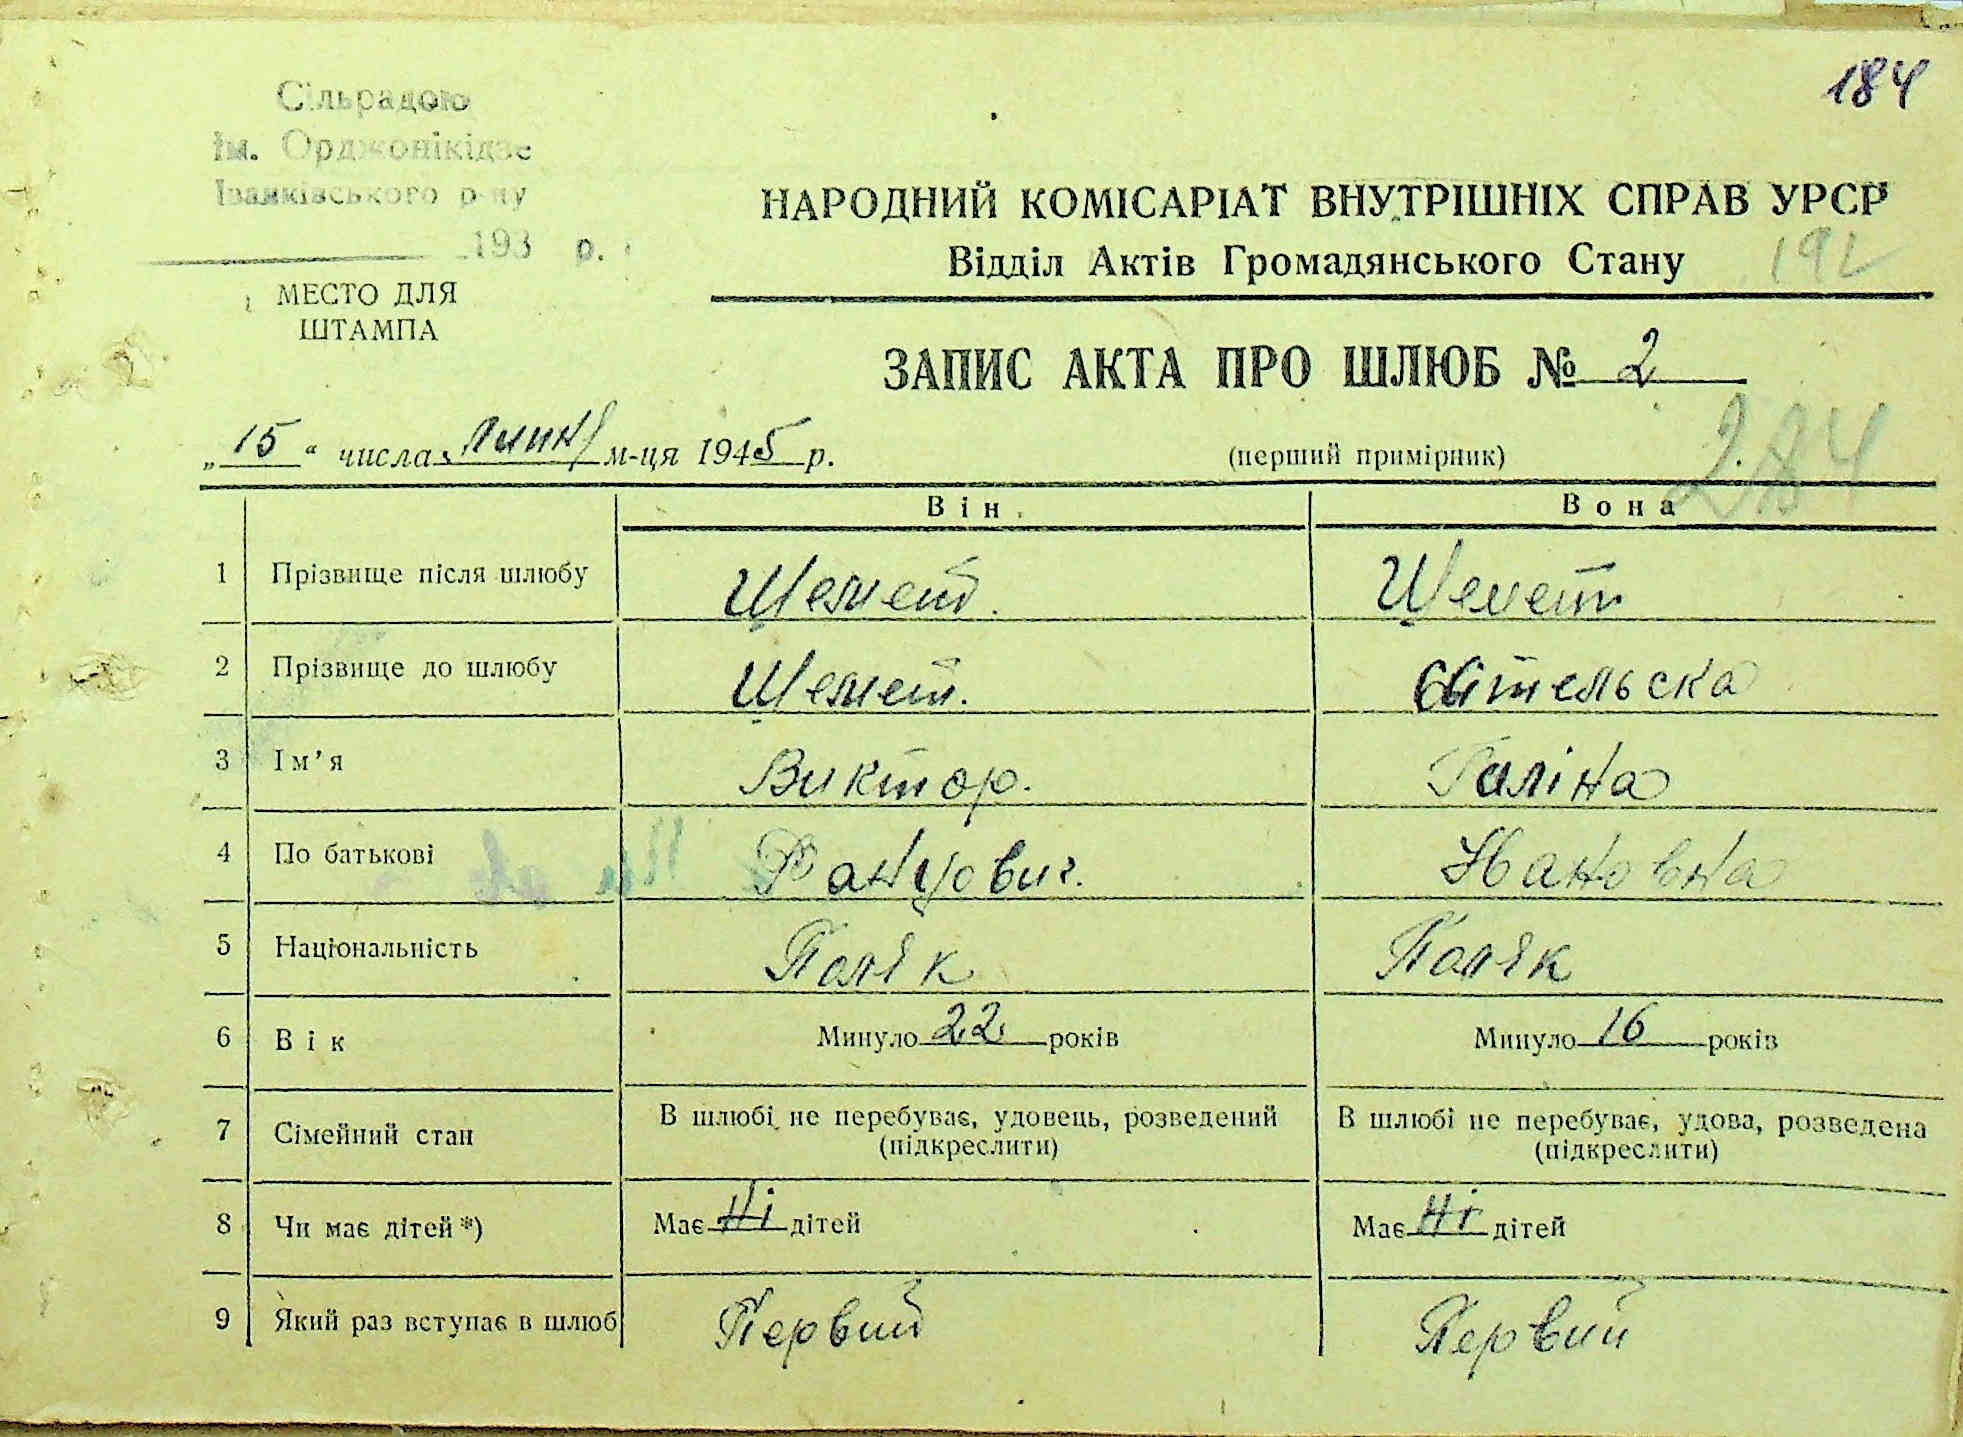 184
Сільрадою
ім. Орджонікідзе
Іванківського р-ну
193 р.
МЕСТО ДЛЯ
ШТАМПА
НАРОДНИЙ КОМІСАРІАТ ВНУТРІШНІХ СПРАВ УРСР
Відділ Актів Громадянського Стану
192
ЗАПИС АКТА ПРО ШЛЮБ № 2
„15“ числа м-ця 1945 р.
(перший примірник)
284
Він Вона
1 Прізвище після шлюбу Щемет. Щемет
2 Прізвище до шлюбу Щемет. Світельска
3 Ім'я Виктор. Галіна
4 По батькові Францович. Ивановна
5 Національність Поляк Поляк
6 Вік Минуло 22 років Минуло 16 років
7 Сімейний стан В шлюбі не перебуває, удовець, розведений (підкреслити) В шлюбі не перебуває, удова, розведена (підкреслити)
8 Чи має дітей *) Має Ні дітей Має Ні дітей
9 Який раз вступає в шлюб Первий Первий